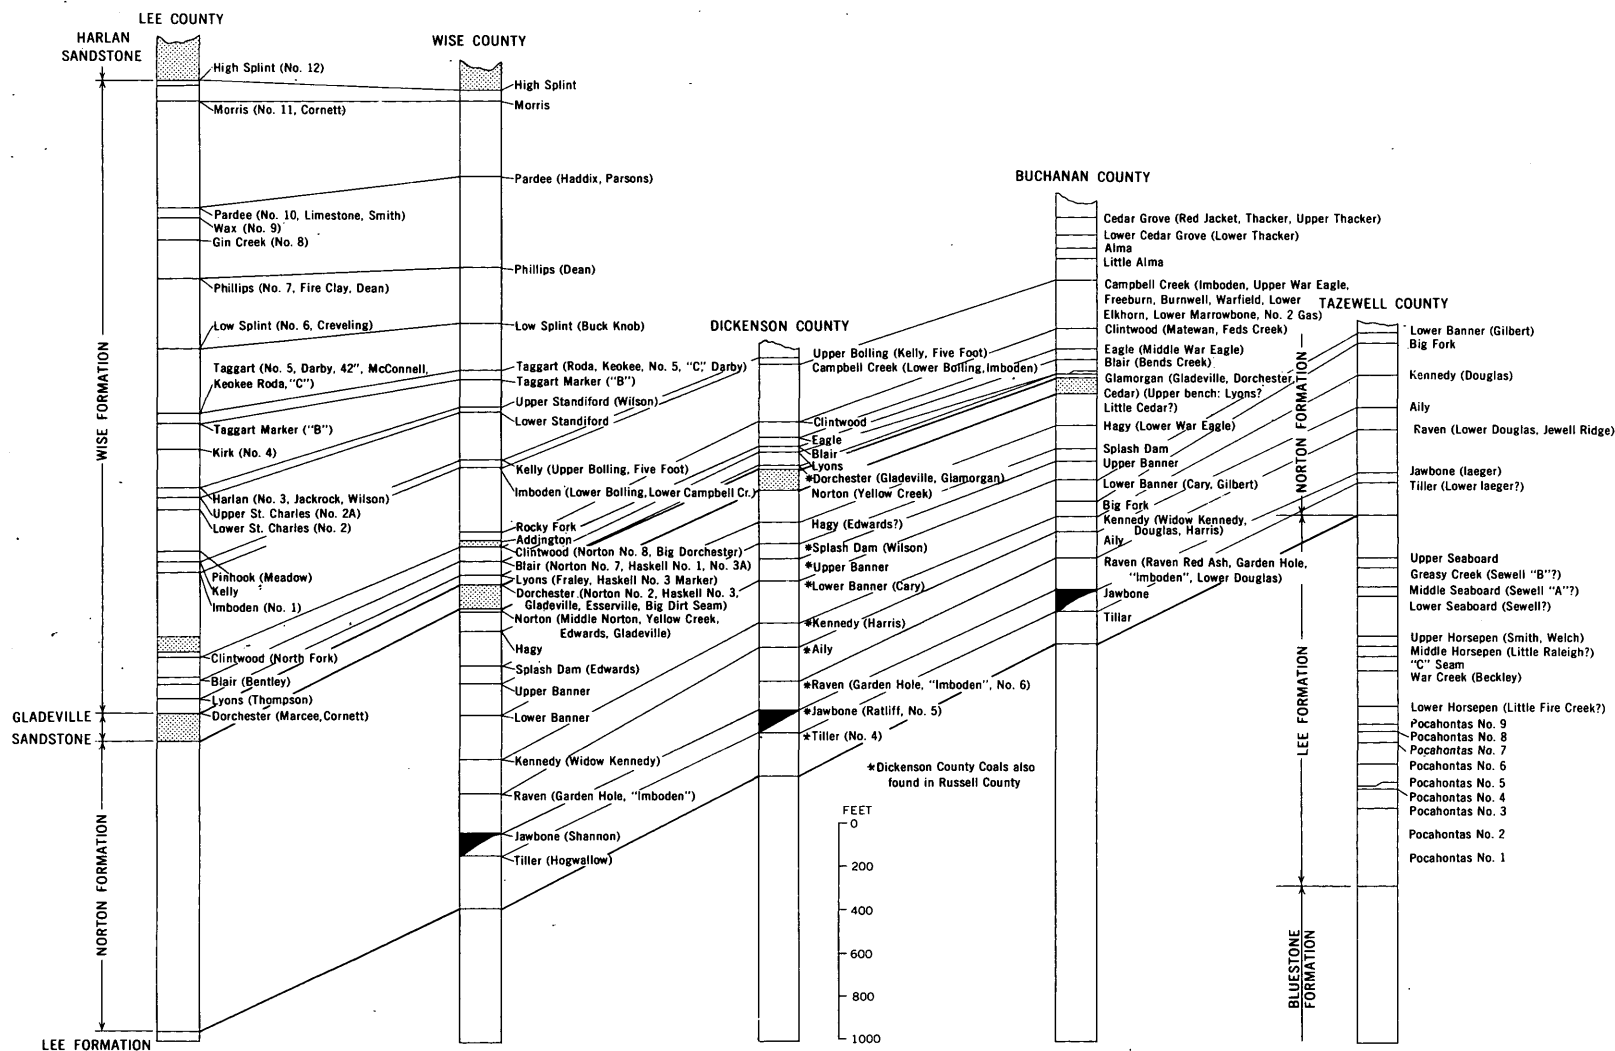 LEE COUNTY
HARLAN
SANDSTONE
High Splint (No. 12)
Morris (No. 11, Cornett)
Pardee (No. 10, Limestone, Smith)
Wax (No. 9)
Gin Creek (No. 8)
Phillips (No. 7, Fire Clay, Dean)
Low Splint (No. 6, Creveling)
Taggart (No. 5, Darby, 42", McConnell,
Keokee Roda, "C")
Taggart Marker ("B")
Kirk (No. 4)
Harlan (No. 3, Jackrock, Wilson)
Upper St. Charles (No. 2A)
Lower St. Charles (No. 2)
Pinhook (Meadow)
Kelly
Imboden (No. 1)
Clintwood (North Fork)
Blair (Bentley)
Lyons (Thompson)
Dorchester (Marcee, Cornett)
WISE FORMATION
GLADEVILLE
SANDSTONE
NORTON FORMATION
LEE FORMATION
WISE COUNTY
High Splint
Morris
Pardee (Haddix, Parsons)
Phillips (Dean)
Low Splint (Buck Knob)
Taggart (Roda, Keokee, No. 5, "C", Darby)
Taggart Marker ("B")
Upper Standiford (Wilson)
Lower Standiford
Kelly (Upper Bolling, Five Foot)
Imboden (Lower Bolling, Lower Campbell Cr.)
Rocky Fork
Addington
Clintwood (Norton No. 8, Big Dorchester)
Blair (Norton No. 7, Haskell No. 1, No. 3A)
Lyons (Fraley, Haskell No. 3 Marker)
Dorchester (Norton No. 2, Haskell No. 3,
Gladeville, Esserville, Big Dirt Seam)
Norton (Middle Norton, Yellow Creek,
Edwards, Gladeville)
Hagy
Splash Dam (Edwards)
Upper Banner
Lower Banner
Kennedy (Widow Kennedy)
Raven (Garden Hole, "Imboden")
Jawbone (Shannon)
Tiller (Hogwallow)
DICKENSON COUNTY
Upper Bolling (Kelly, Five Foot)
Campbell Creek (Lower Bolling, Imboden)
Clintwood
Eagle
Blair
Lyons
*Dorchester (Gladeville, Glamorgan)
Norton (Yellow Creek)
Hagy (Edwards?)
*Splash Dam (Wilson)
*Upper Banner
*Lower Banner (Cary)
*Kennedy (Harris)
*Aily
*Raven (Garden Hole, "Imboden", No. 6)
*Jawbone (Ratliff, No. 5)
*Tiller (No. 4)
*Dickenson County Coals also
found in Russell County
FEET
0
200
400
600
800
1000
BUCHANAN COUNTY
Cedar Grove (Red Jacket, Thacker, Upper Thacker)
Lower Cedar Grove (Lower Thacker)
Alma
Little Alma
Campbell Creek (Imboden, Upper War Eagle,
Freeburn, Burnwell, Warfield, Lower
Elkhorn, Lower Marrowbone, No. 2 Gas)
Clintwood (Matewan, Feds Creek)
Eagle (Middle War Eagle)
Blair (Bends Creek)
Glamorgan (Gladeville, Dorchester,
Cedar) (Upper bench: Lyons?
Little Cedar?)
Hagy (Lower War Eagle)
Splash Dam
Upper Banner
Lower Banner (Cary, Gilbert)
Big Fork
Kennedy (Widow Kennedy,
Douglas, Harris)
Aily
Raven (Raven Red Ash, Garden Hole,
"Imboden", Lower Douglas)
Jawbone
Tillar
TAZEWELL COUNTY
NORTON FORMATION
LEE FORMATION
BLUESTONE
FORMATION
Lower Banner (Gilbert)
Big Fork
Kennedy (Douglas)
Aily
Raven (Lower Douglas, Jewell Ridge)
Jawbone (Iaeger)
Tiller (Lower Iaeger?)
Upper Seaboard
Greasy Creek (Sewell "B"?)
Middle Seaboard (Sewell "A"?)
Lower Seaboard (Sewell?)
Upper Horsepen (Smith, Welch)
Middle Horsepen (Little Raleigh?)
"C" Seam
War Creek (Beckley)
Lower Horsepen (Little Fire Creek?)
Pocahontas No. 9
Pocahontas No. 8
Pocahontas No. 7
Pocahontas No. 6
Pocahontas No. 5
Pocahontas No. 4
Pocahontas No. 3
Pocahontas No. 2
Pocahontas No. 1